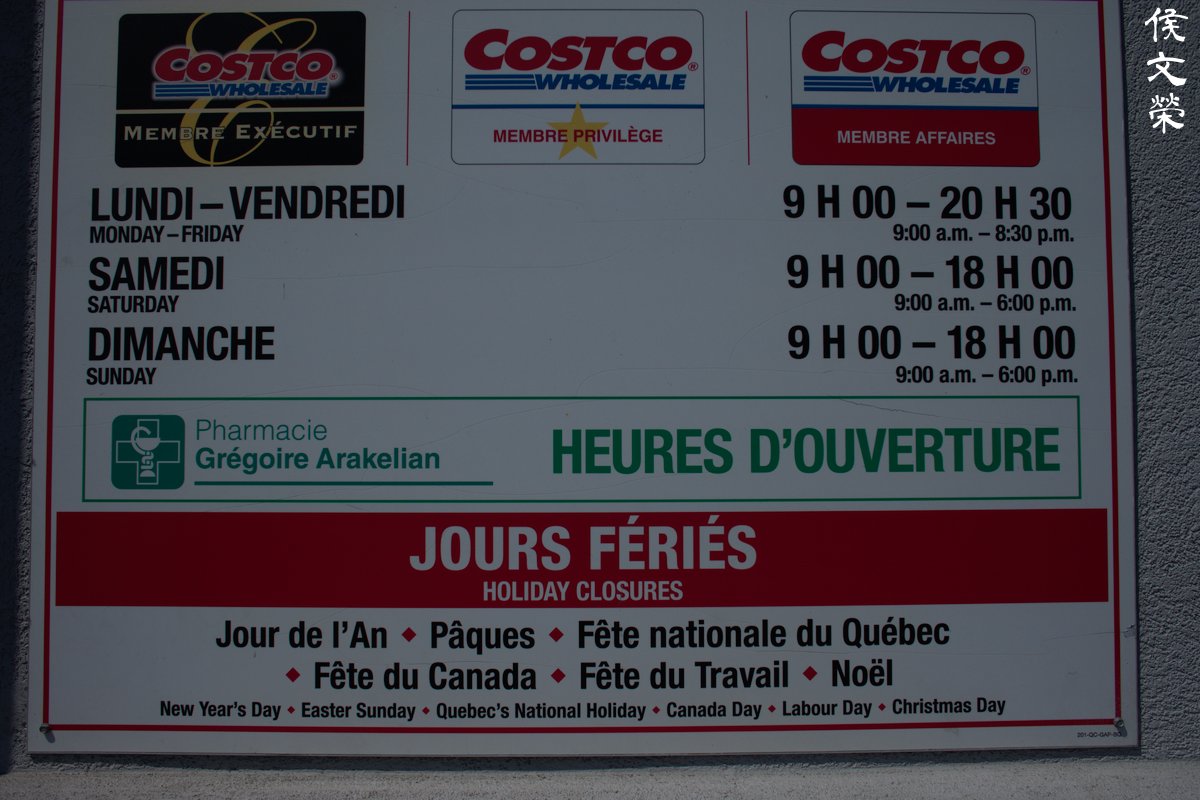 COSTCO WHOLESALE
MEMBRE EXÉCUTIF
COSTCO WHOLESALE
MEMBRE PRIVILÈGE
COSTCO WHOLESALE
MEMBRE AFFAIRES
LUNDI – VENDREDI 9 H 00 – 20 H 30
MONDAY – FRIDAY 9:00 a.m. – 8:30 p.m.
SAMEDI 9 H 00 – 18 H 00
SATURDAY 9:00 a.m. – 6:00 p.m.
DIMANCHE 9 H 00 – 18 H 00
SUNDAY 9:00 a.m. – 6:00 p.m.
Pharmacie
Grégoire Arakelian
HEURES D'OUVERTURE
JOURS FÉRIÉS
HOLIDAY CLOSURES
Jour de l'An ♦ Pâques ♦ Fête nationale du Québec
♦ Fête du Canada ♦ Fête du Travail ♦ Noël
New Year's Day ♦ Easter Sunday ♦ Quebec's National Holiday ♦ Canada Day ♦ Labour Day ♦ Christmas Day
侯文榮